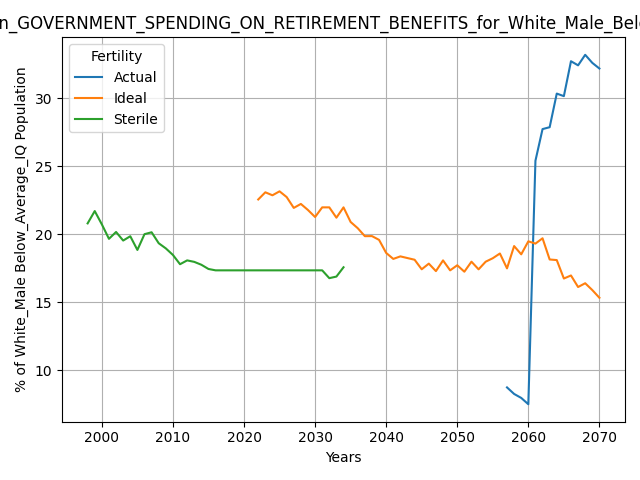 n_GOVERNMENT_SPENDING_ON_RETIREMENT_BENEFITS_for_White_Male_Belo
Fertility
Actual
Ideal
Sterile
30
25
20
15
10
% of White_Male Below_Average_IQ Population
2000 2010 2020 2030 2040 2050 2060 2070
Years